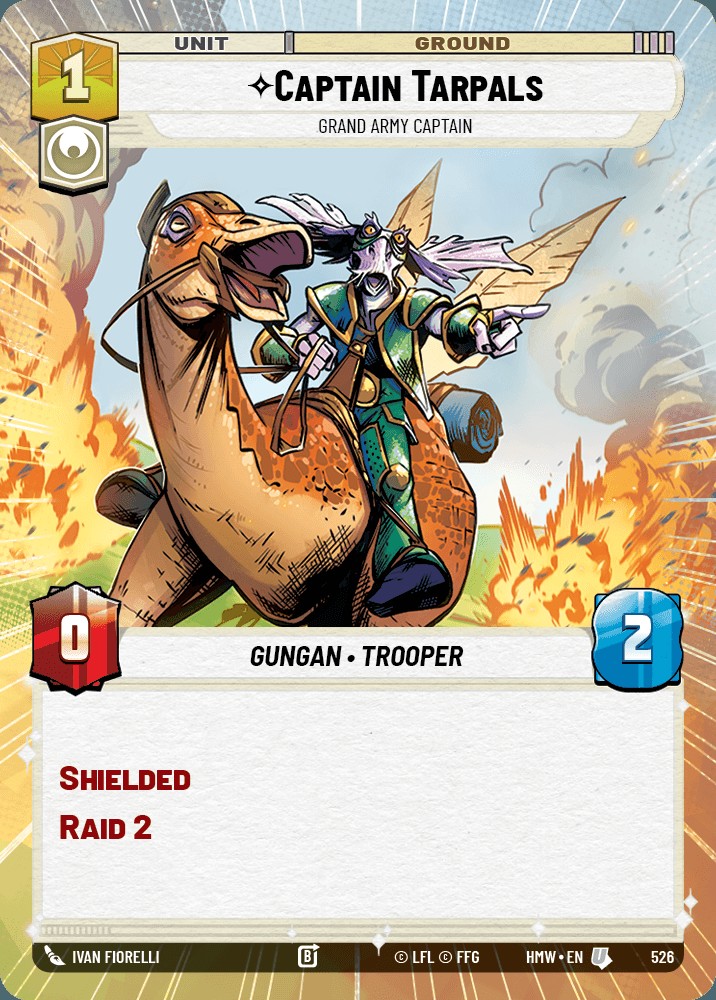 UNIT
GROUND
1
CAPTAIN TARPALS
GRAND ARMY CAPTAIN
0
GUNGAN • TROOPER
2
SHIELDED
RAID 2
IVAN FIORELLI
B
© LFL © FFG
HMW • EN
U
526